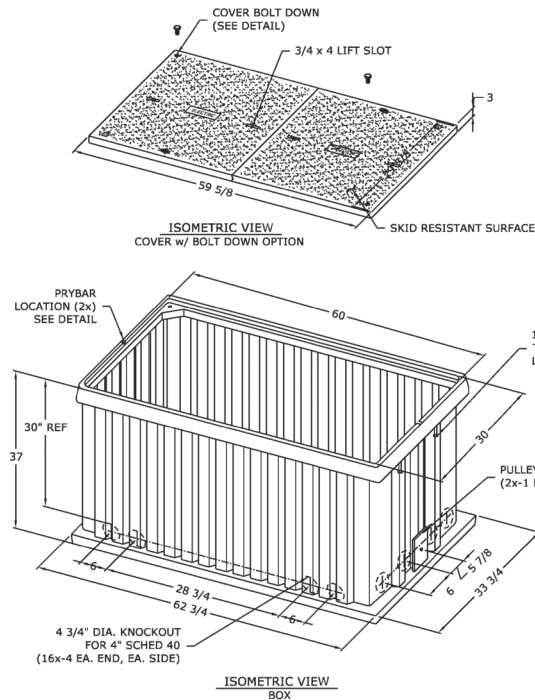 COVER BOLT DOWN
(SEE DETAIL)
3/4 x 4 LIFT SLOT
3
59 5/8
SKID RESISTANT SURFACE
ISOMETRIC VIEW
COVER w/ BOLT DOWN OPTION
PRYBAR
LOCATION (2x)
SEE DETAIL
60
30" REF
37
30
PULLEY
(2x-1
5 7/8
6
33 3/4
6
28 3/4
6
62 3/4
4 3/4" DIA. KNOCKOUT
FOR 4" SCHED 40
(16x-4 EA. END, EA. SIDE)
ISOMETRIC VIEW
BOX